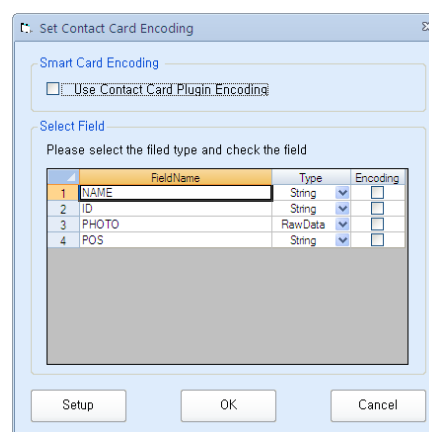 Set Contact Card Encoding
Smart Card Encoding
Use Contact Card Plugin Encoding
Select Field
Please select the filed type and check the field
FieldName Type Encoding
1 NAME String
2 ID String
3 PHOTO RawData
4 POS String
Setup OK Cancel